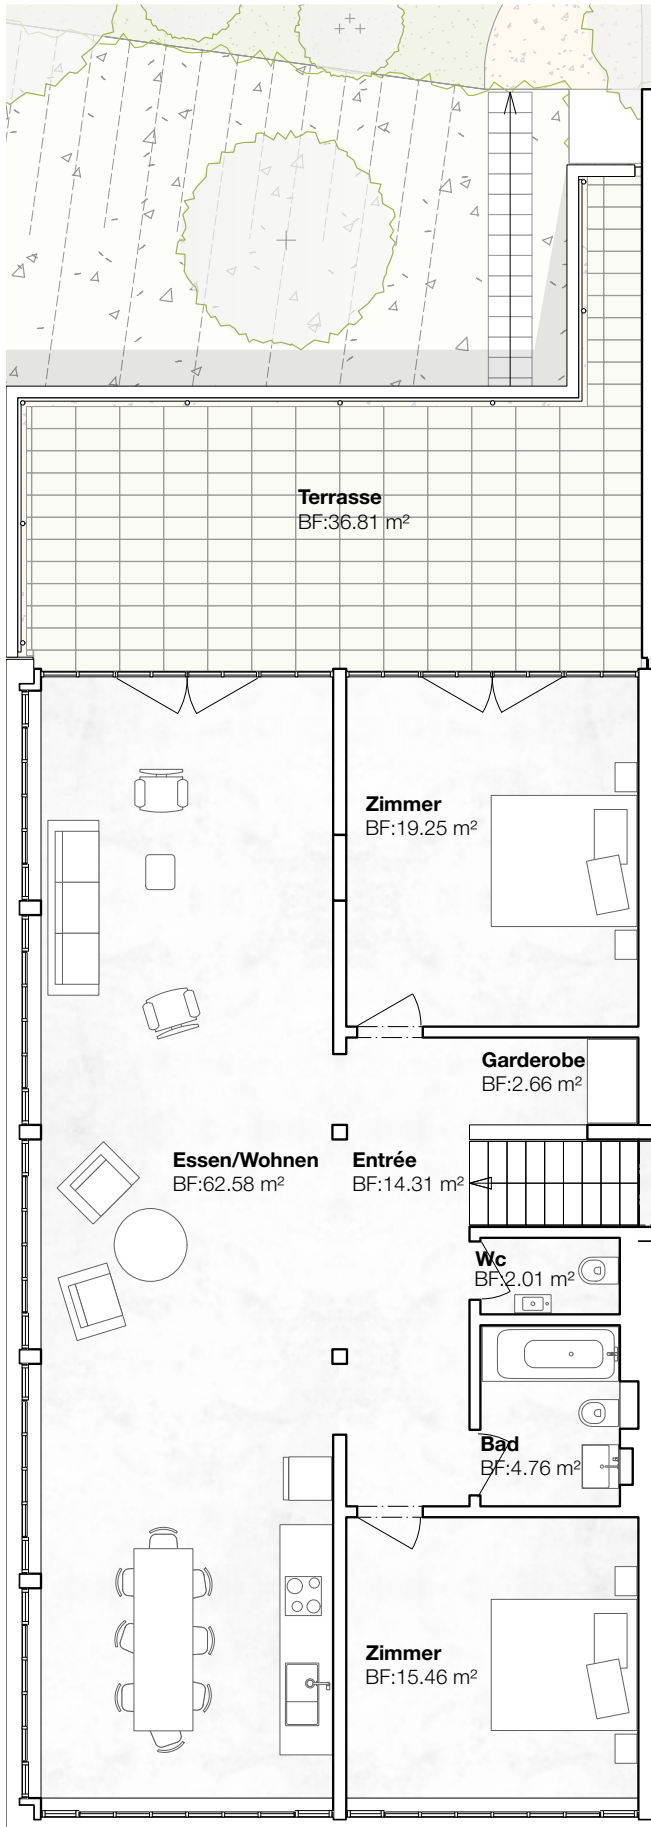 Terrasse
BF:36.81 m²
Zimmer
BF:19.25 m²
Garderobe
BF:2.66 m²
Essen/Wohnen
BF:62.58 m²
Entrée
BF:14.31 m²
Wc
BF:2.01 m²
Bad
BF:4.76 m²
Zimmer
BF:15.46 m²